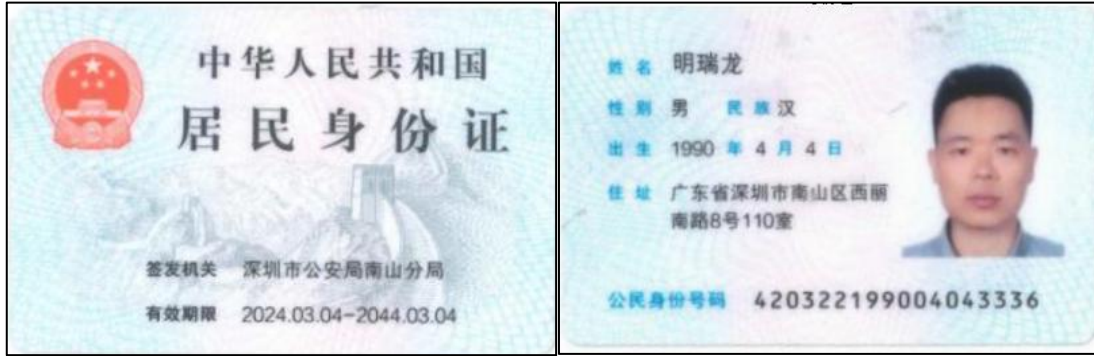 中华人民共和国
居民身份证
签发机关 深圳市公安局南山分局
有效期限 2024.03.04-2044.03.04
姓名 明瑞龙
性别 男 民族 汉
出生 1990 年 4 月 4 日
住址 广东省深圳市南山区西丽
南路8号110室
公民身份号码 420322199004043336